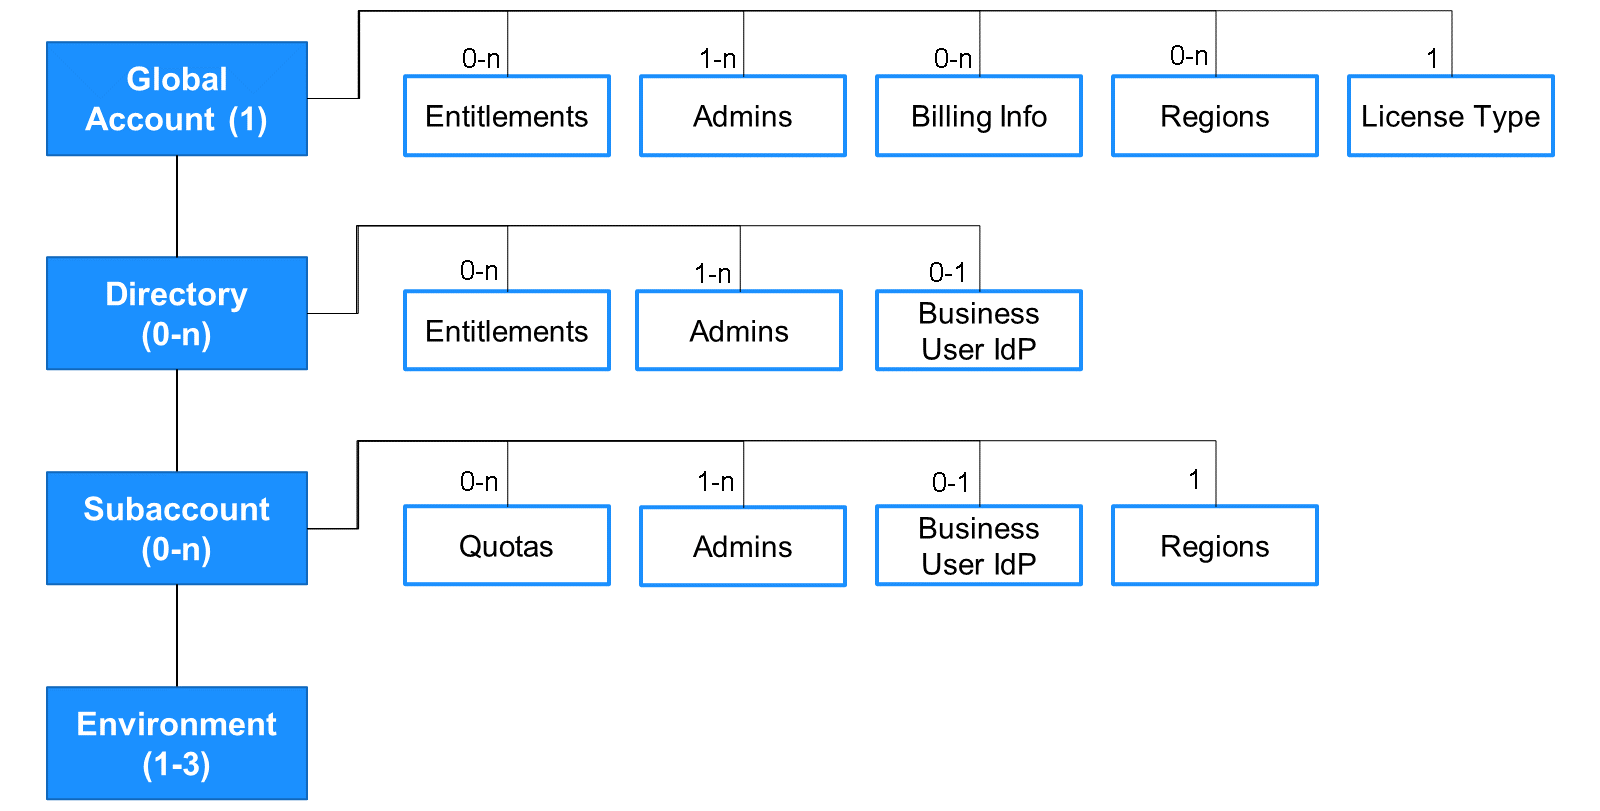 Global
Account (1)
0-n
Entitlements
1-n
Admins
0-n
Billing Info
0-n
Regions
1
License Type
Directory
(0-n)
0-n
Entitlements
1-n
Admins
0-1
Business
User IdP
Subaccount
(0-n)
0-n
Quotas
1-n
Admins
0-1
Business
User IdP
1
Regions
Environment
(1-3)